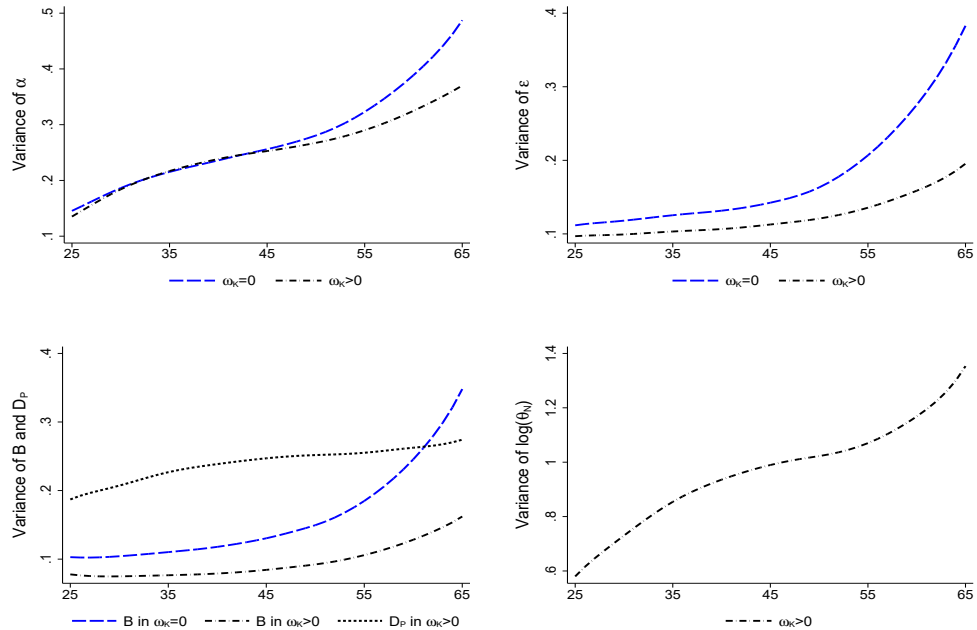 Variance of α
.1 .2 .3 .4 .5
25 35 45 55 65
ωK=0 ωK>0
Variance of ε
.1 .2 .3 .4
25 35 45 55 65
ωK=0 ωK>0
Variance of B and DP
.1 .2 .3 .4
25 35 45 55 65
B in ωK=0 B in ωK>0 DP in ωK>0
Variance of log(θN)
.6 .8 1 1.2 1.4
25 35 45 55 65
ωK>0